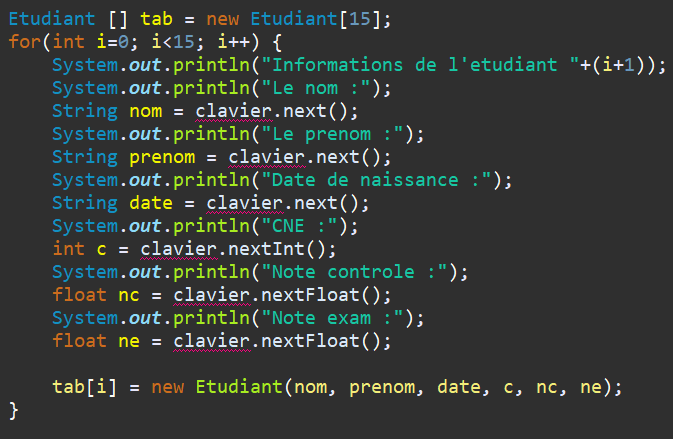 Etudiant [] tab = new Etudiant[15];
for(int i=0; i<15; i++) {
    System.out.println("Informations de l'etudiant "+(i+1));
    System.out.println("Le nom :");
    String nom = clavier.next();
    System.out.println("Le prenom :");
    String prenom = clavier.next();
    System.out.println("Date de naissance :");
    String date = clavier.next();
    System.out.println("CNE :");
    int c = clavier.nextInt();
    System.out.println("Note controle :");
    float nc = clavier.nextFloat();
    System.out.println("Note exam :");
    float ne = clavier.nextFloat();

    tab[i] = new Etudiant(nom, prenom, date, c, nc, ne);
}